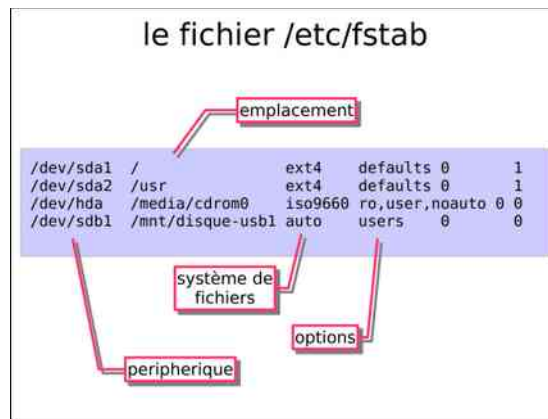 le fichier /etc/fstab
emplacement
/dev/sda1 / ext4 defaults 0 1
/dev/sda2 /usr ext4 defaults 0 1
/dev/hda /media/cdrom0 iso9660 ro,user,noauto 0 0
/dev/sdb1 /mnt/disque-usb1 auto users 0 0
système de
fichiers
options
peripherique